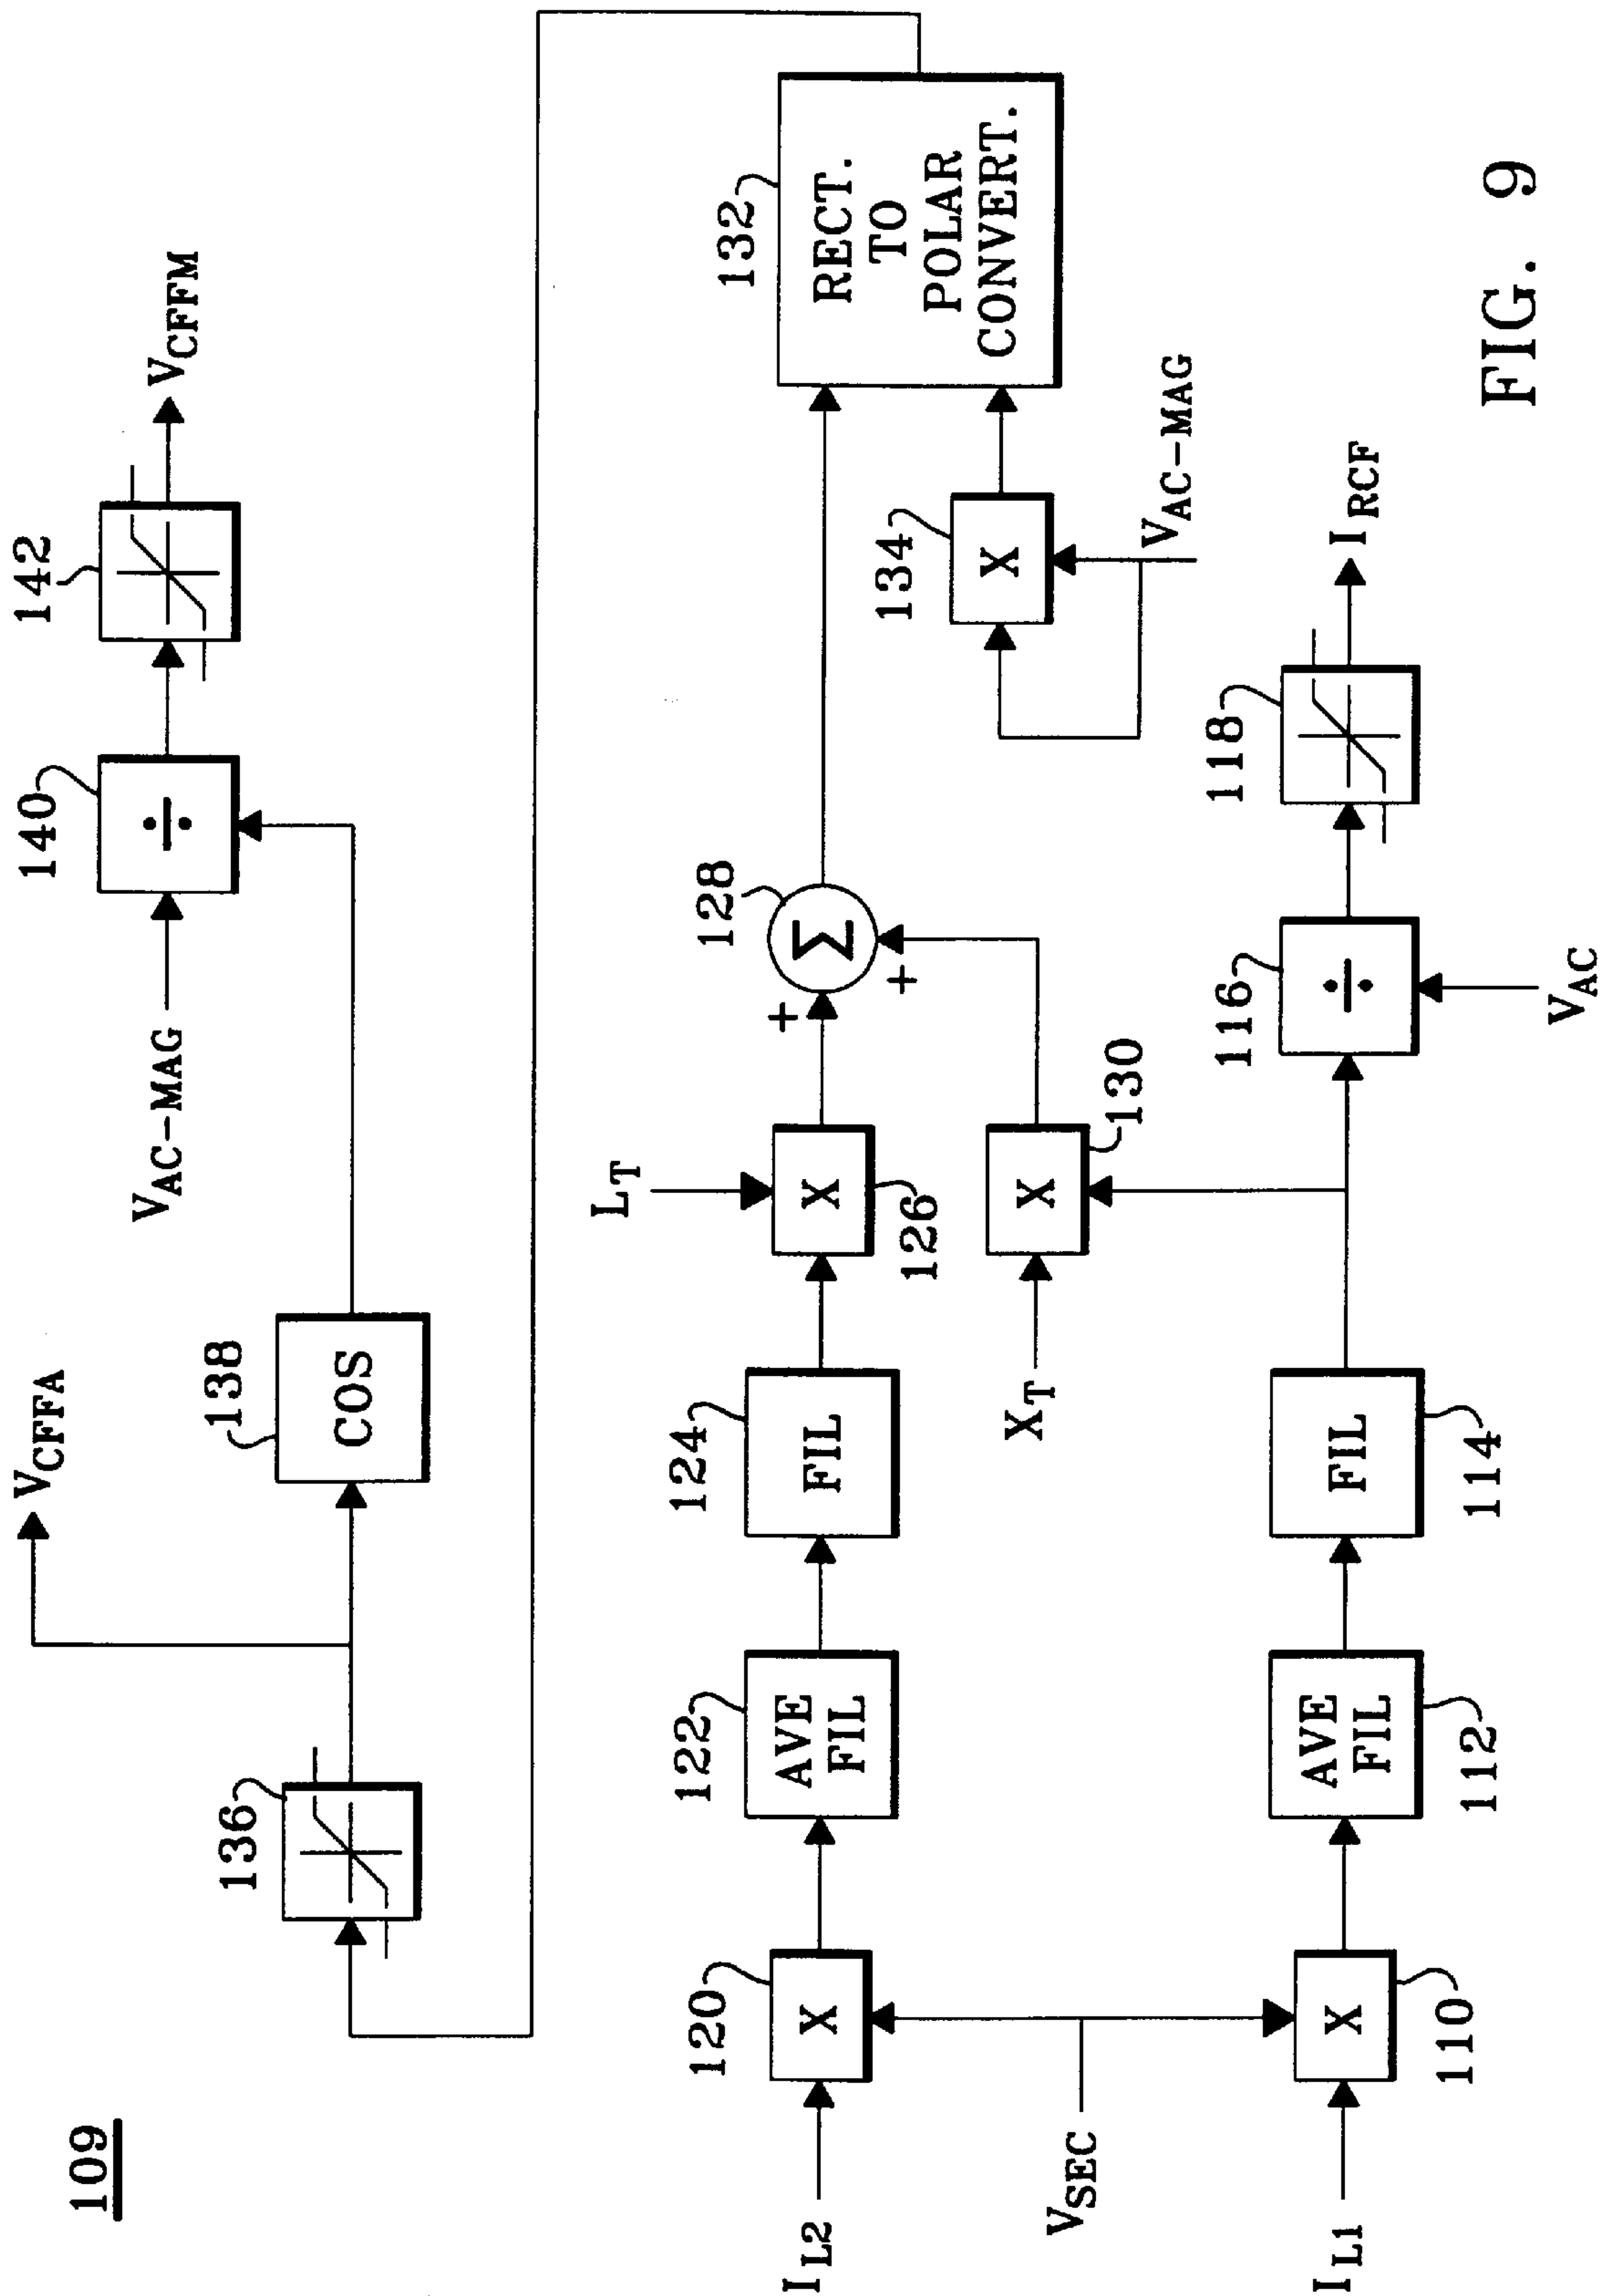 109
V_CFFA
136
138
COS
V_AC-MAG
140
÷
142
V_CFFM
I_L2
120
X
122
AVE
FIL
124
FIL
L_T
X
126
+
128
Σ
+
132
RECT.
TO
POLAR
CONVERT.
V_SEC
X_T
X
130
134
X
V_AC-MAG
I_L1
X
110
AVE
FIL
112
FIL
114
116
÷
V_AC
118
I_RCF
FIG. 9